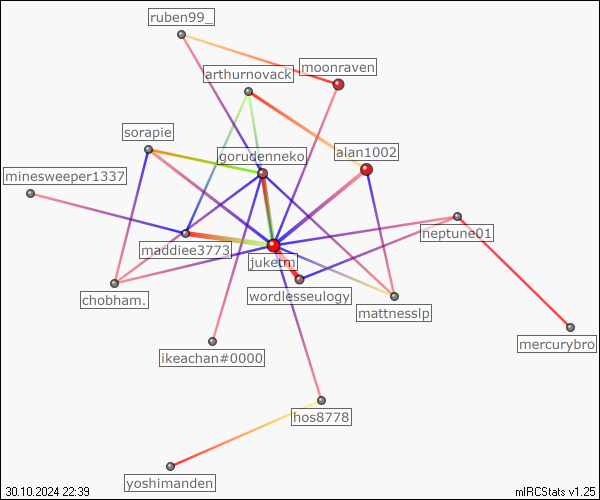 ruben99_
moonraven
arthurnovack
sorapie
alan1002
gorudenneko
minesweeper1337
neptune01
maddiee3773
juketm
wordlesseulogy
chobham.
mattnesslp
mercurybro
ikeachan#0000
hos8778
yoshimanden
30.10.2024 22:39
mIRCStats v1.25